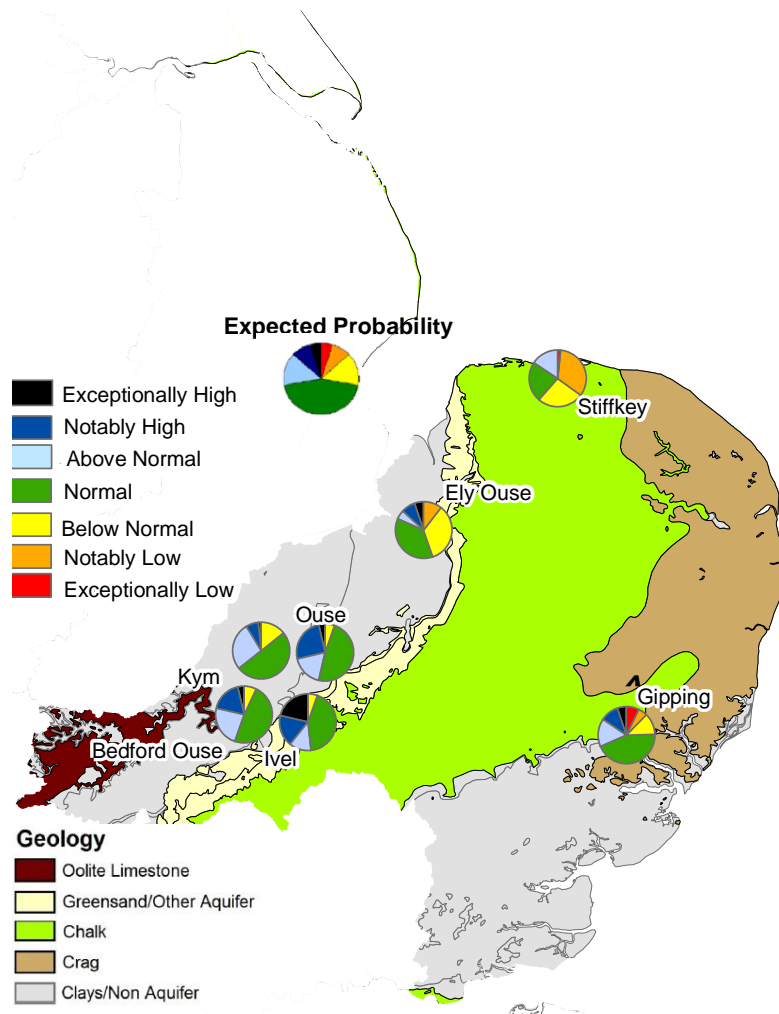 Expected Probability
Exceptionally High
Notably High
Above Normal
Normal
Below Normal
Notably Low
Exceptionally Low
Stiffkey
Ely Ouse
Ouse
Kym
Gipping
Bedford Ouse
Ivel
Geology
Oolite Limestone
Greensand/Other Aquifer
Chalk
Crag
Clays/Non Aquifer